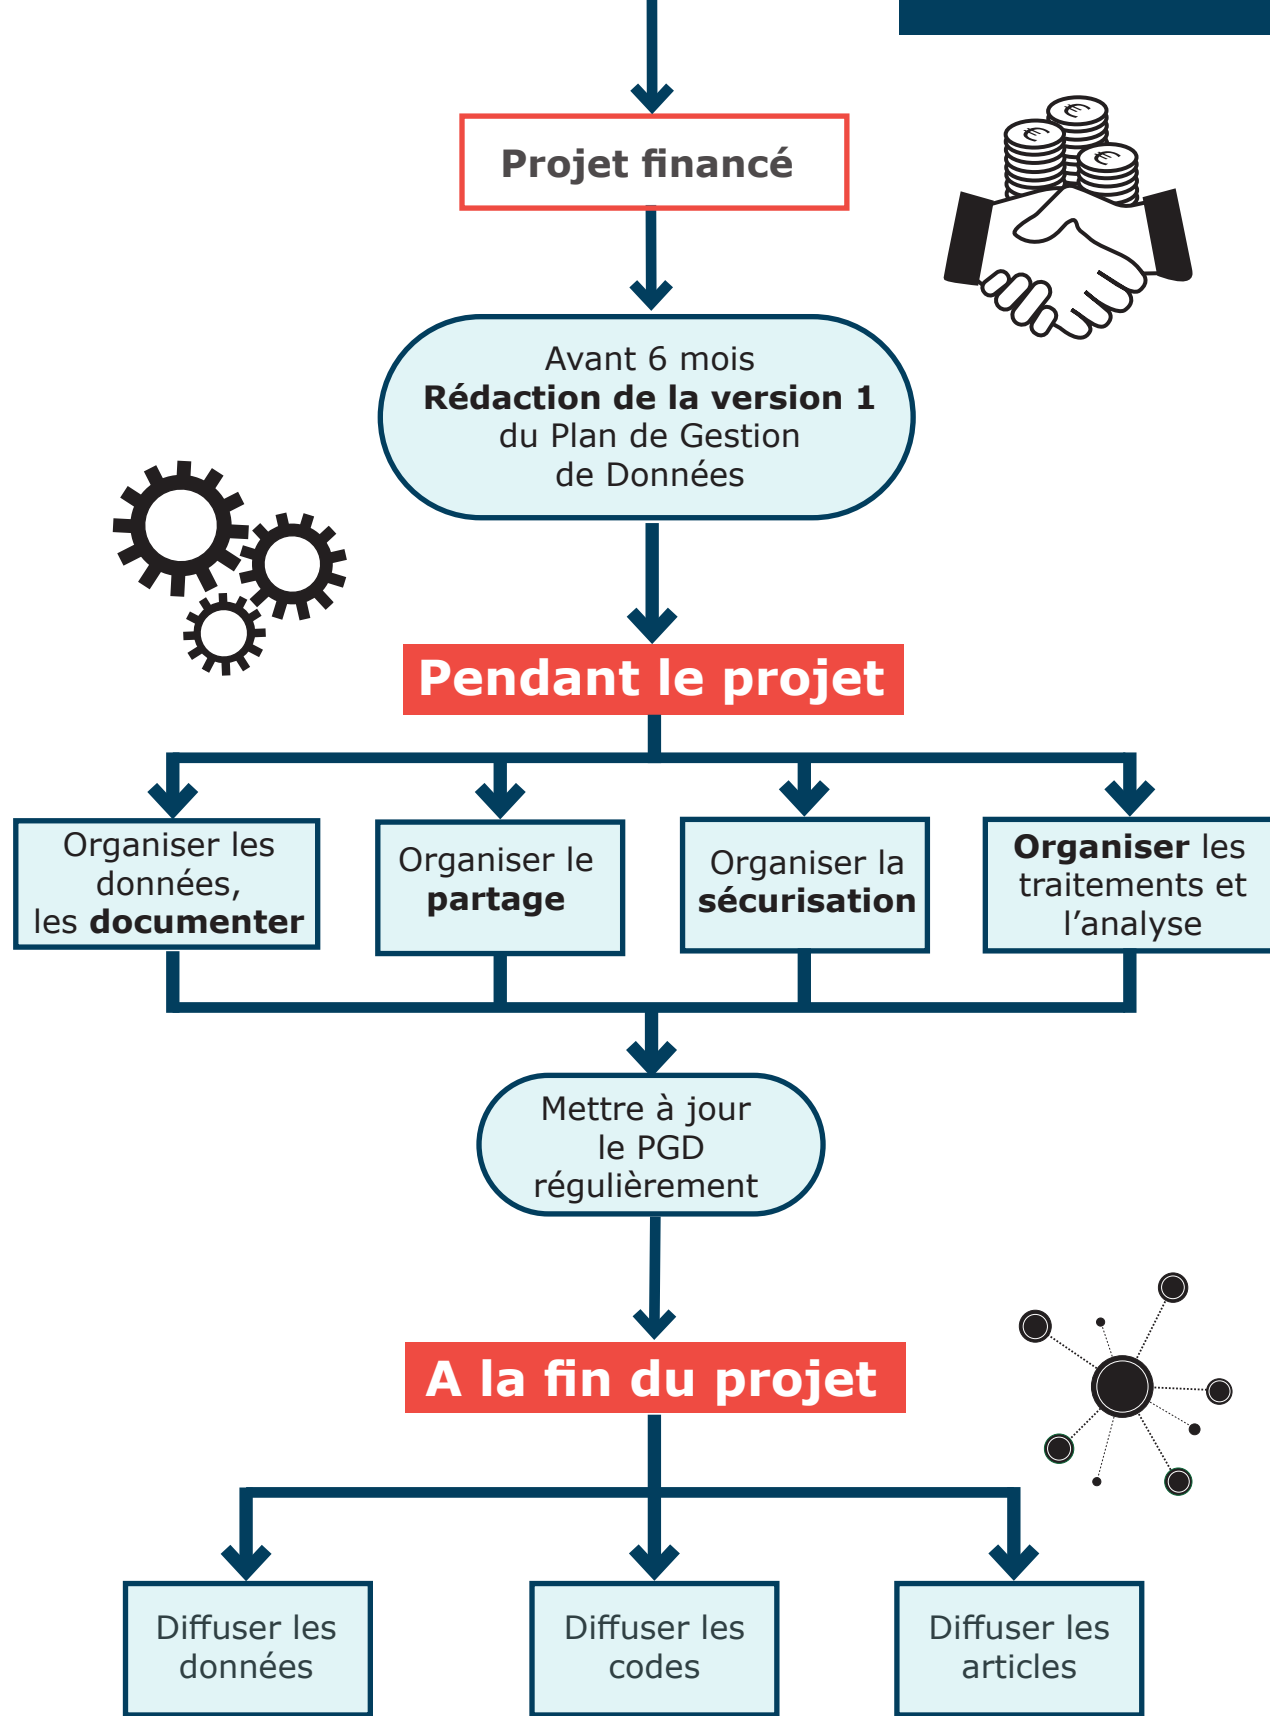 Projet financé
Avant 6 mois
Rédaction de la version 1
du Plan de Gestion
de Données
Pendant le projet
Organiser les
données,
les documenter
Organiser le
partage
Organiser la
sécurisation
Organiser les
traitements et
l’analyse
Mettre à jour
le PGD
régulièrement
A la fin du projet
Diffuser les
données
Diffuser les
codes
Diffuser les
articles